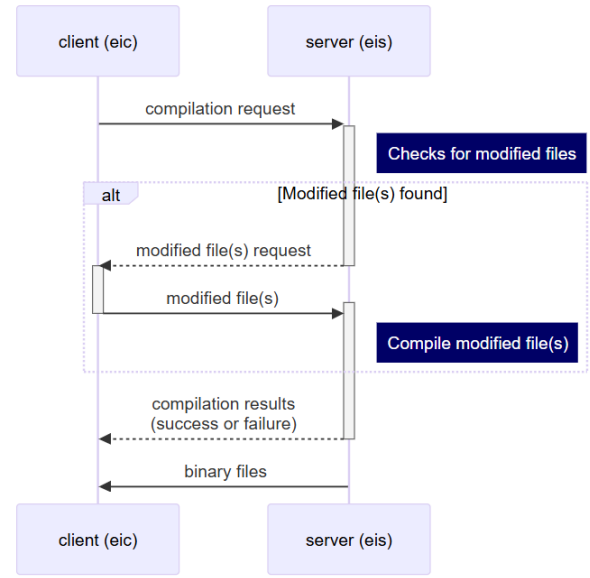 client (eic)
server (eis)
compilation request
Checks for modified files
alt
[Modified file(s) found]
modified file(s) request
modified file(s)
Compile modified file(s)
compilation results
(success or failure)
binary files
client (eic)
server (eis)